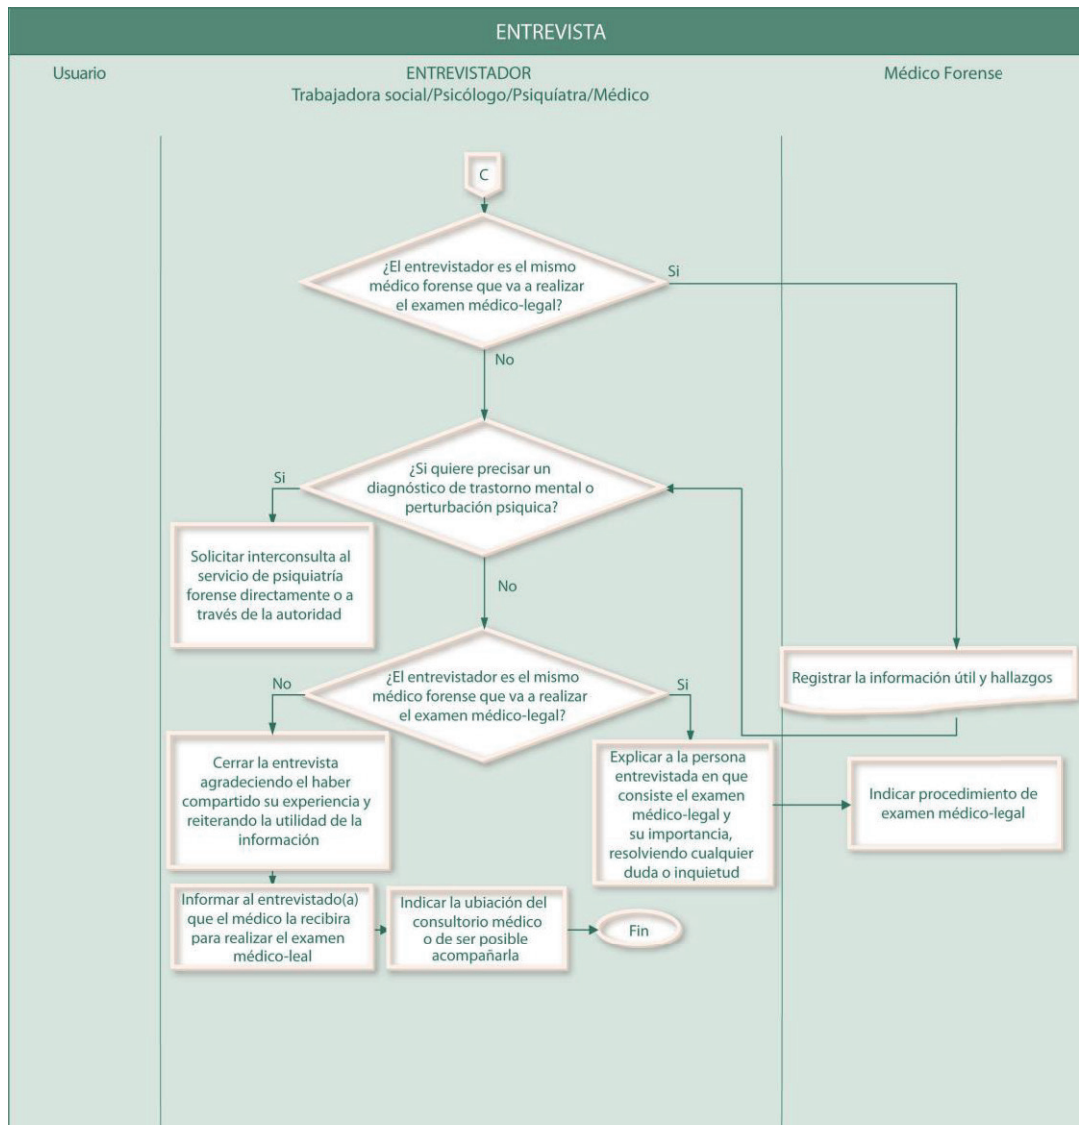 ENTREVISTA
Usuario
ENTREVISTADOR
Trabajadora social/Psicólogo/Psiquíatra/Médico
Médico Forense
C
¿El entrevistador es el mismo
médico forense que va a realizar
el examen médico-legal?
Si
No
¿Si quiere precisar un
diagnóstico de trastorno mental o
perturbación psiquica?
Si
Solicitar interconsulta al
servicio de psiquiatría
forense directamente o a
través de la autoridad
No
¿El entrevistador es el mismo
médico forense que va a realizar
el examen médico-legal?
No
Si
Registrar la información útil y hallazgos
Cerrar la entrevista
agradeciendo el haber
compartido su experiencia y
reiterando la utilidad de la
información
Explicar a la persona
entrevistada en que
consiste el examen
médico-legal y
su importancia,
resolviendo cualquier
duda o inquietud
Indicar procedimiento de
examen médico-legal
Informar al entrevistado(a)
que el médico la recibira
para realizar el examen
médico-leal
Indicar la ubiación del
consultorio médico
o de ser posible
acompañarla
Fin